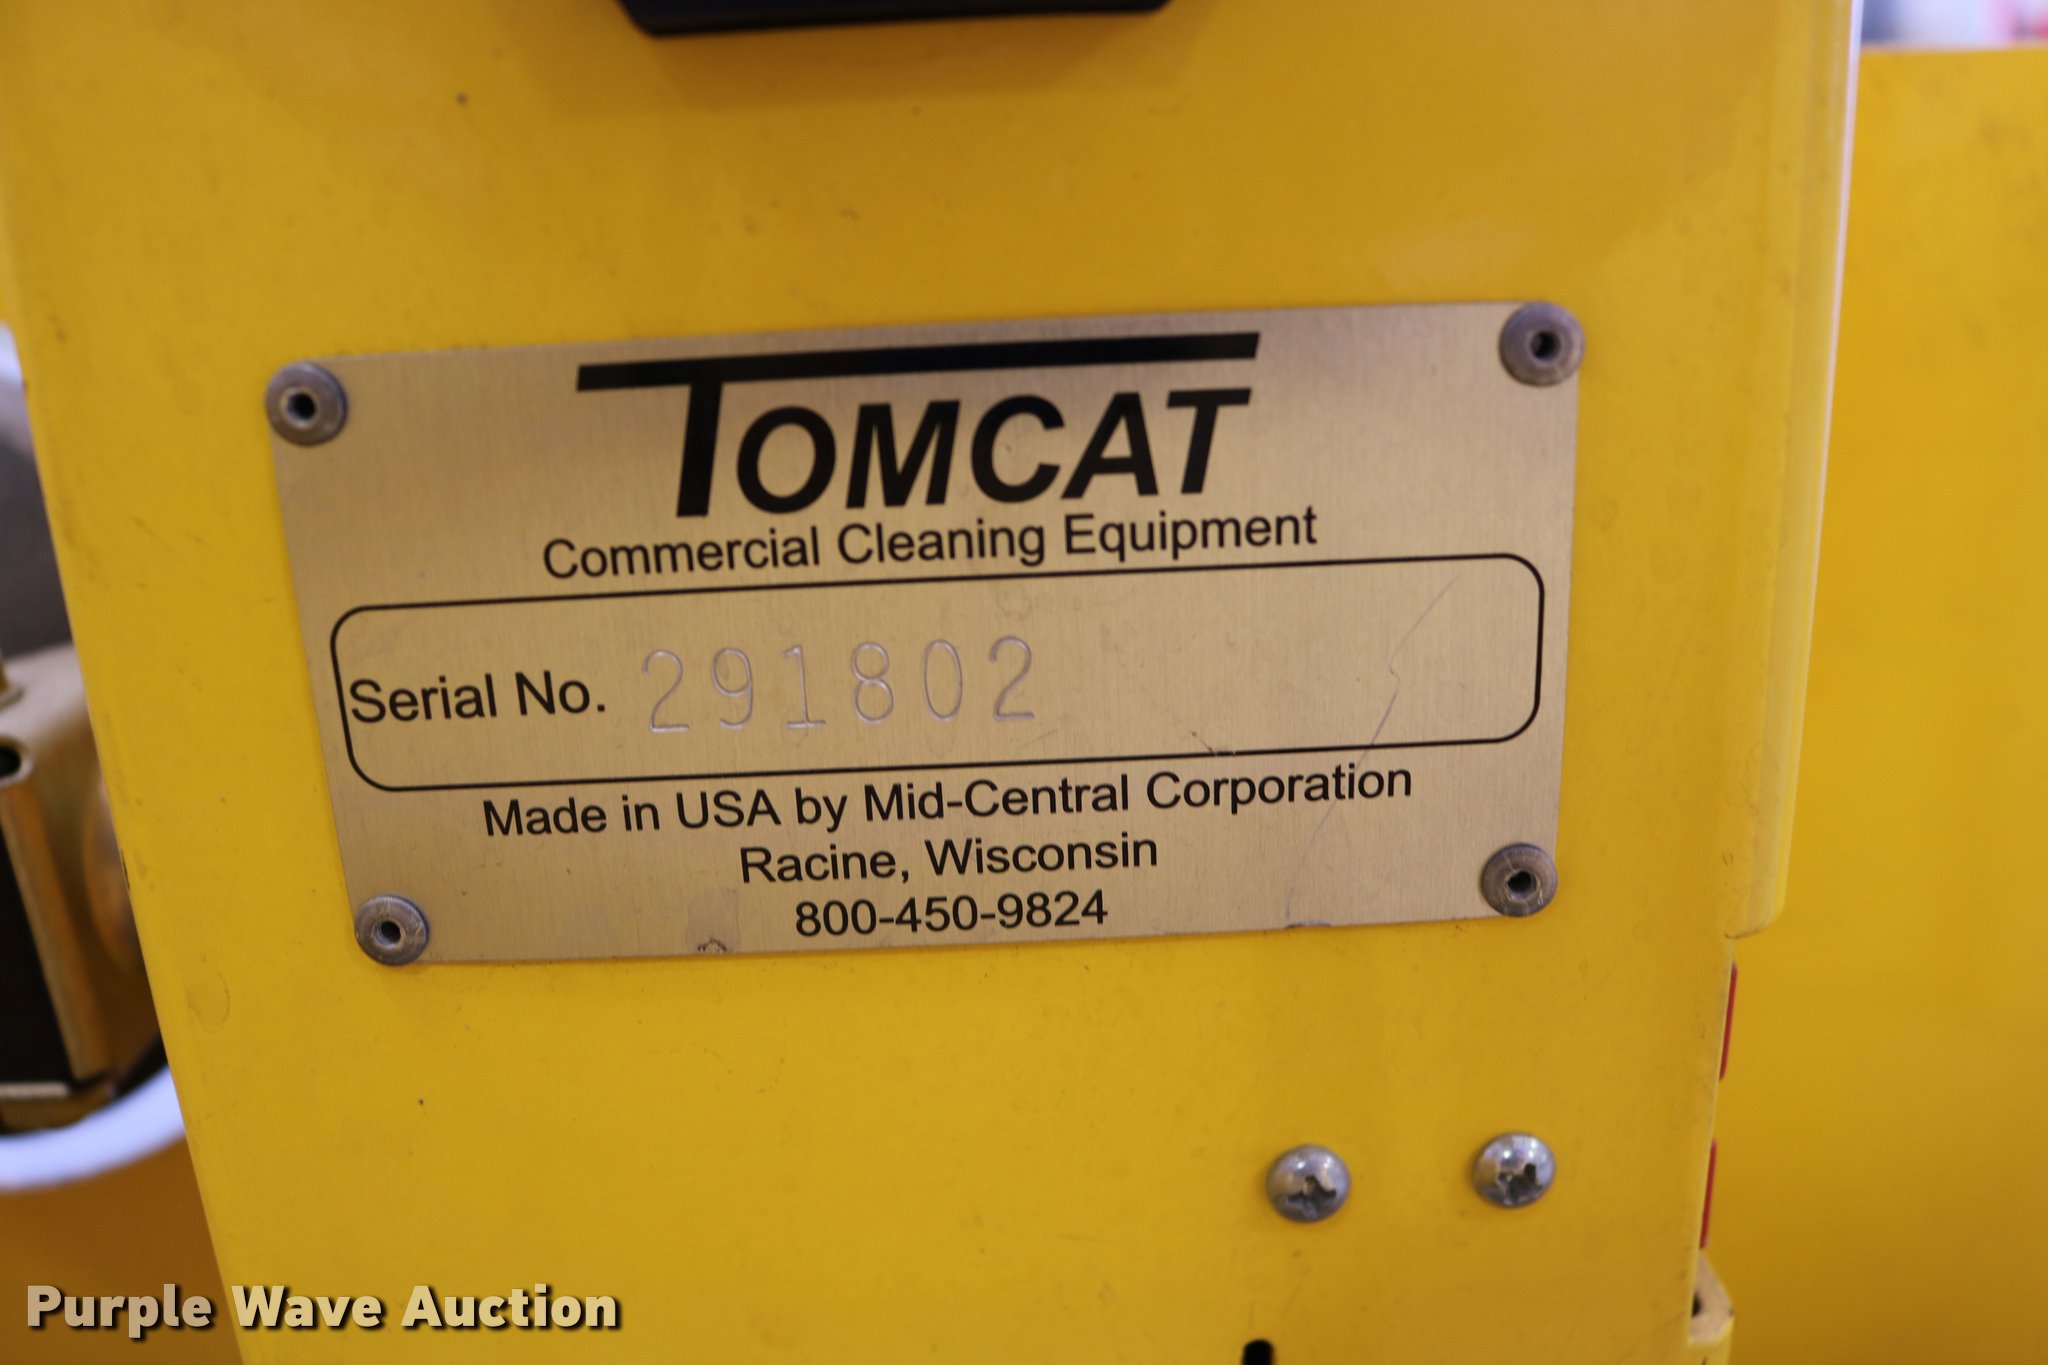 TOMCAT
Commercial Cleaning Equipment
Serial No. 291802
Made in USA by Mid-Central Corporation
Racine, Wisconsin
800-450-9824
Purple Wave Auction